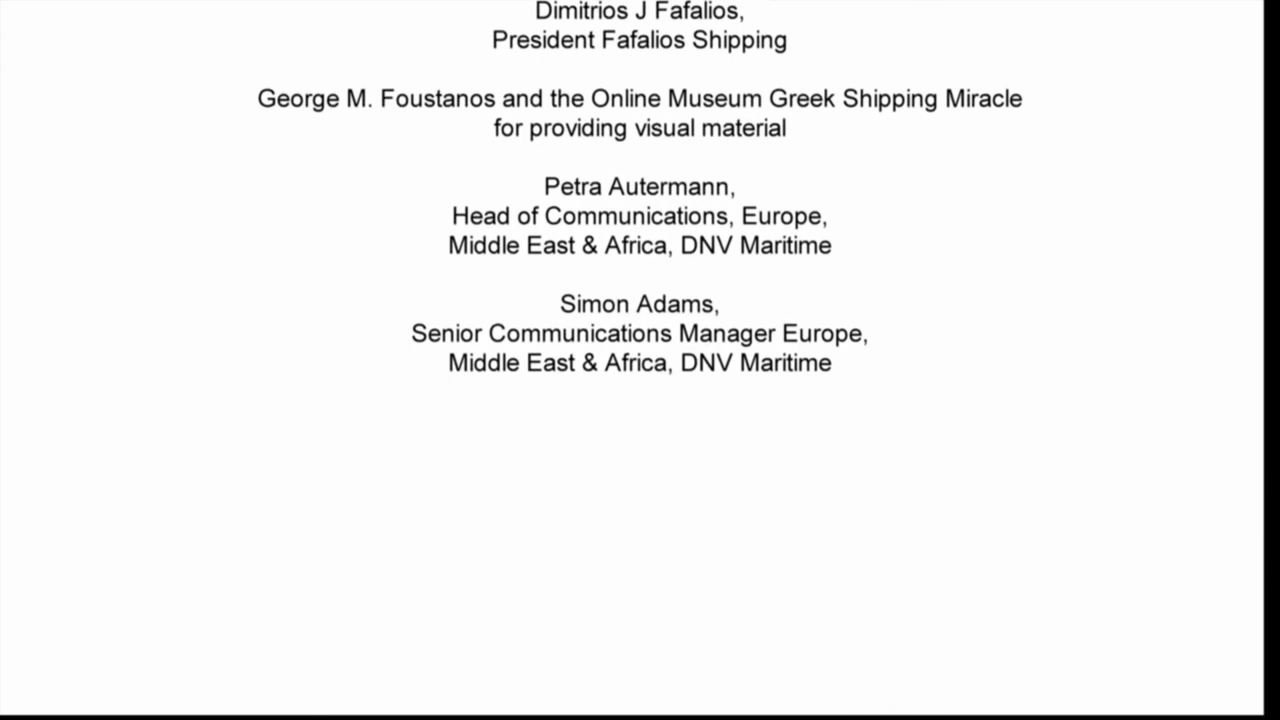 Dimitrios J Fafalios,
President Fafalios Shipping
George M. Foustanos and the Online Museum Greek Shipping Miracle
for providing visual material
Petra Autermann,
Head of Communications, Europe,
Middle East & Africa, DNV Maritime
Simon Adams,
Senior Communications Manager Europe,
Middle East & Africa, DNV Maritime